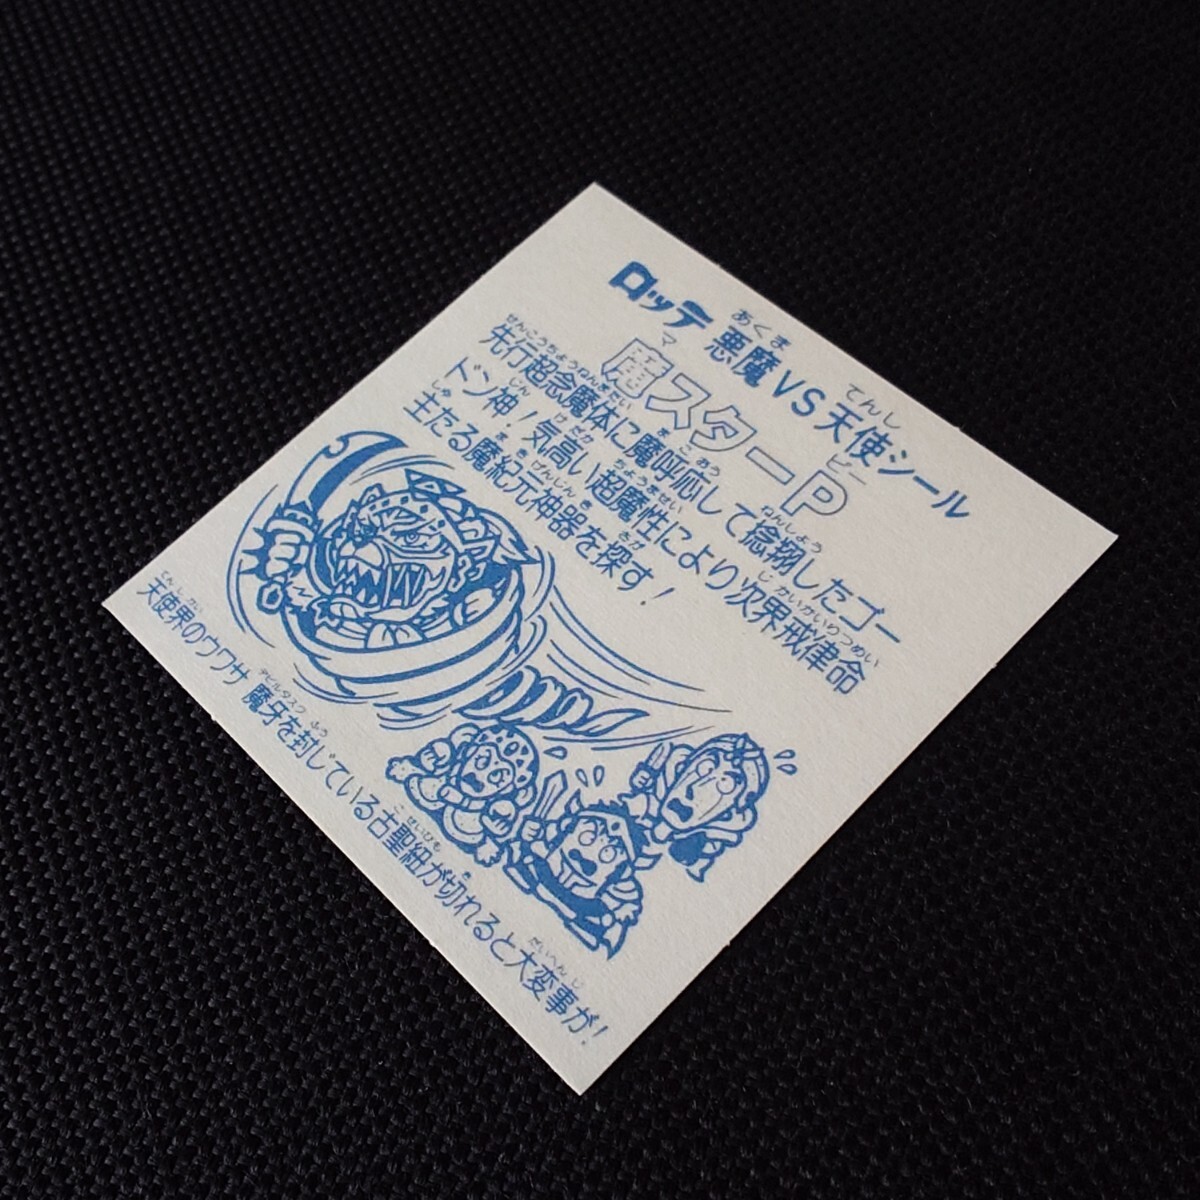 ロッテ 悪魔VS天使シール
魔スターP
先行超念魔体に魔呼応して捻掤したゴー
ドン神!気高い超魔性により次界戒律命
主たる魔紀元神器を探す!
天使界のウワサ 魔牙を封じている古聖紐が切れると大変事が!